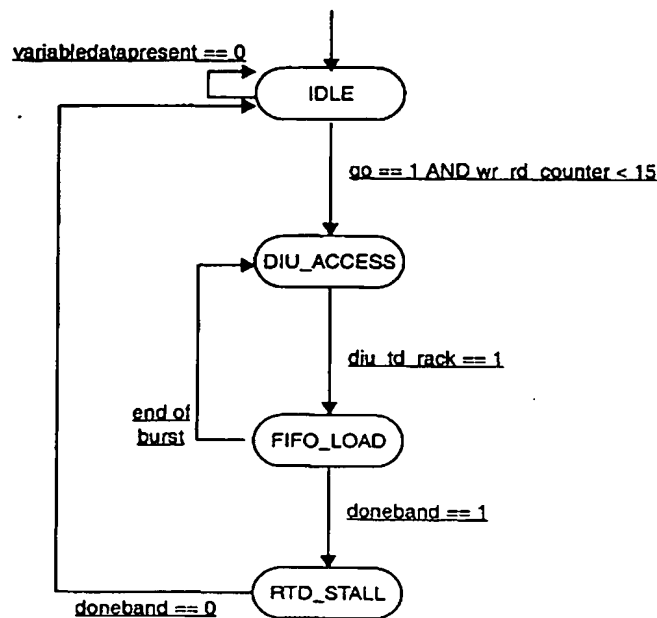 variabledatapresent == 0
IDLE
go == 1 AND wr_rd_counter < 15
DIU_ACCESS
diu_td_rack == 1
end of
burst
FIFO_LOAD
doneband == 1
RTD_STALL
doneband == 0